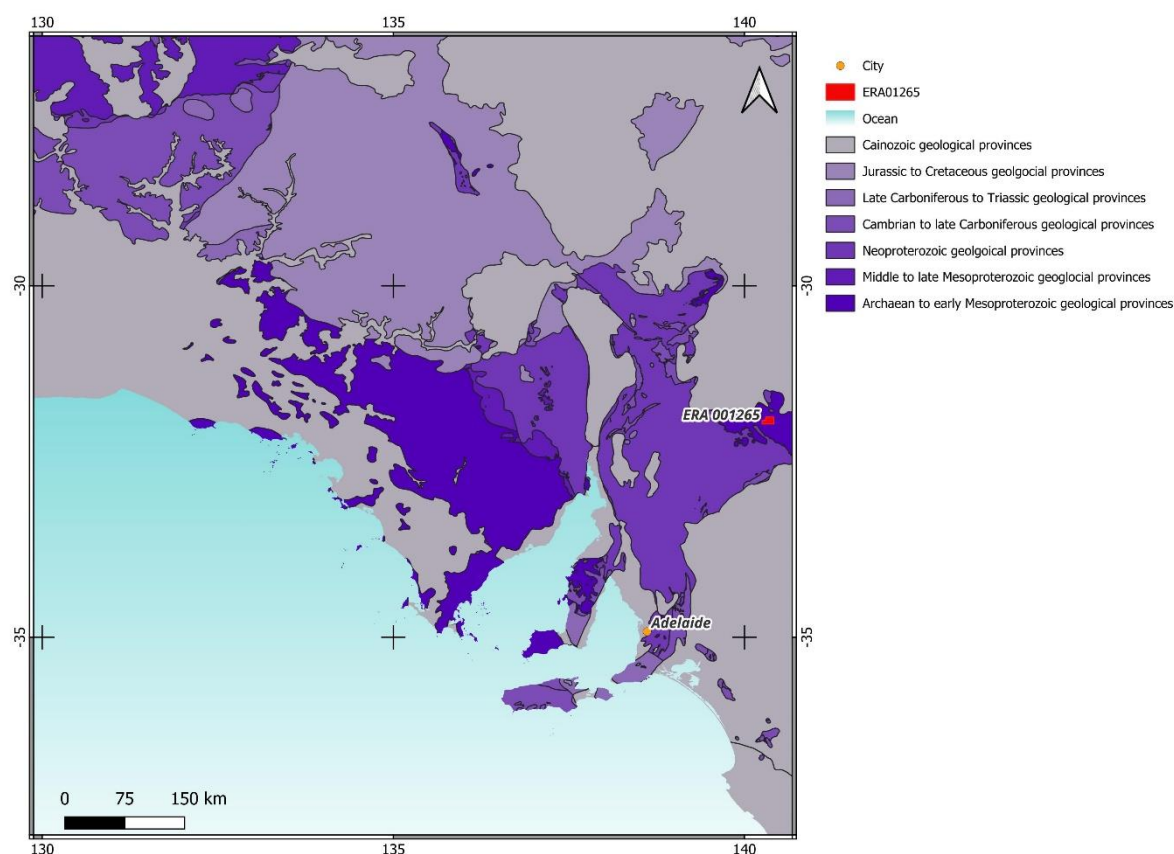 130 135 140
City
ERA01265
Ocean
Cainozoic geological provinces
Jurassic to Cretaceous geolgocial provinces
Late Carboniferous to Triassic geological provinces
Cambrian to late Carboniferous geological provinces
Neoproterozoic geolgoical provinces
Middle to late Mesoproterozoic geoglocial provinces
Archaean to early Mesoproterozoic geological provinces
-30 -30
ERA 001265
-35 -35
Adelaide
0 75 150 km
130 135 140